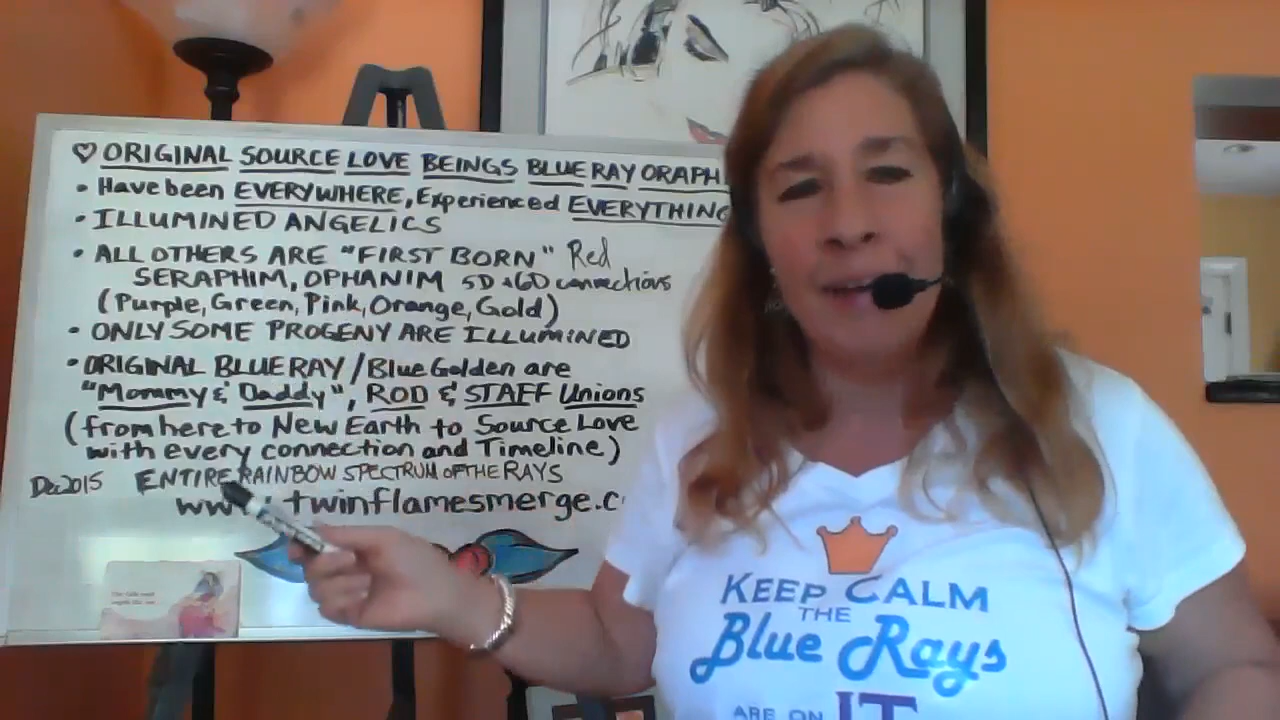 ♡ ORIGINAL SOURCE LOVE BEINGS BLUE RAY ORAPH
• Have been EVERYWHERE, Experienced EVERYTHING
• ILLUMINED ANGELICS
• ALL OTHERS ARE "FIRST BORN" Red
SERAPHIM, OPHANIM 5D & 6D connections
(Purple, Green, Pink, Orange, Gold)
• ONLY SOME PROGENY ARE ILLUMINED
• ORIGINAL BLUE RAY / Blue Golden are
"Mommy & Daddy", ROD & STAFF Unions
(from here to New Earth to Source Love
with every connection and Timeline)
Dec 2015 ENTIRE RAINBOW SPECTRUM OF THE RAYS
www.twinflamesmerge.c
KEEP CALM
THE
Blue Rays
ARE ON IT